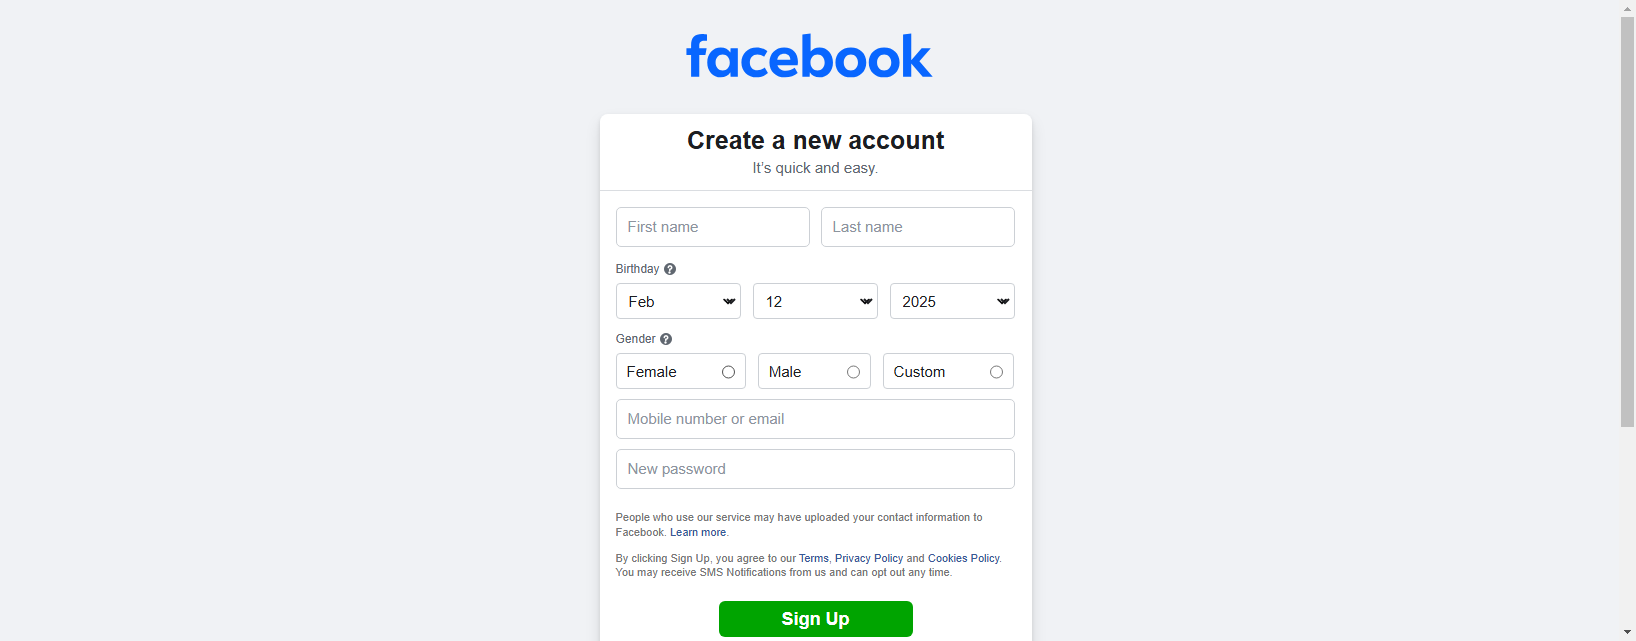 facebook
Create a new account
It's quick and easy.
First name Last name
Birthday ?
Feb 12 2025
Gender ?
Female Male Custom
Mobile number or email
New password
People who use our service may have uploaded your contact information to
Facebook. Learn more.
By clicking Sign Up, you agree to our Terms, Privacy Policy and Cookies Policy.
You may receive SMS Notifications from us and can opt out any time.
Sign Up